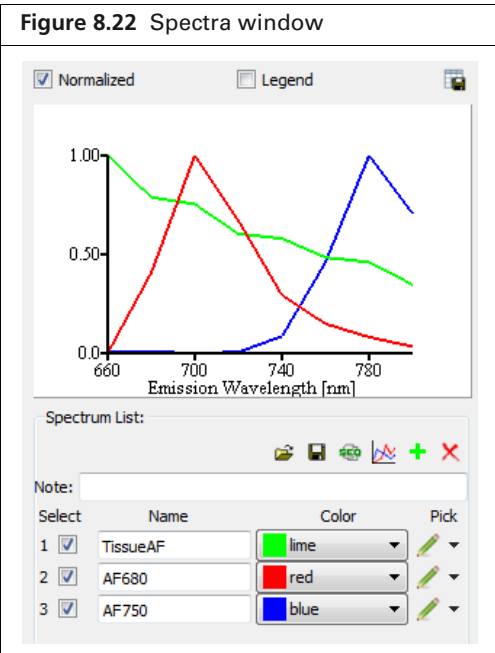 Figure 8.22 Spectra window
Normalized Legend
1.00
0.50
0.0
660 700 740 780
Emission Wavelength [nm]
Spectrum List:
SEQ
Note:
Select Name Color Pick
1 TissueAF lime
2 AF680 red
3 AF750 blue